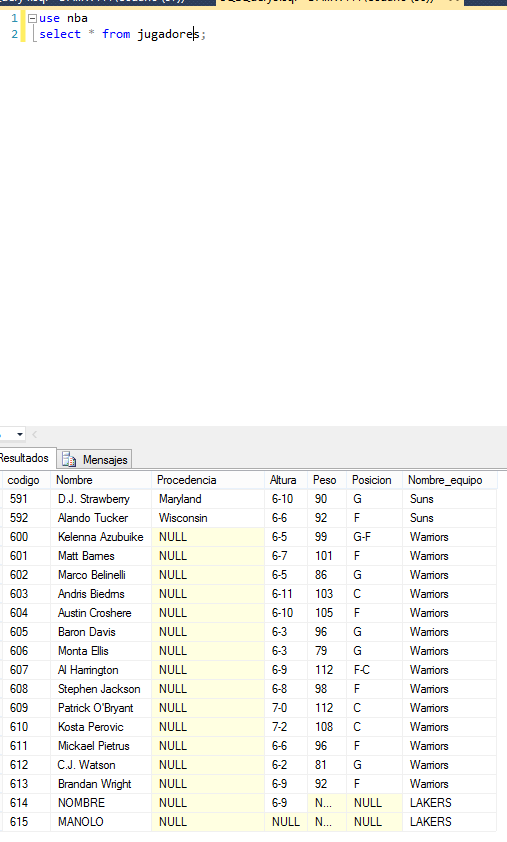 1 use nba
2 select * from jugadores;
Resultados Mensajes
codigo Nombre Procedencia Altura Peso Posicion Nombre_equipo
591 D.J. Strawberry Maryland 6-10 90 G Suns
592 Alando Tucker Wisconsin 6-6 92 F Suns
600 Kelenna Azubuike NULL 6-5 99 G-F Warriors
601 Matt Barnes NULL 6-7 101 F Warriors
602 Marco Belinelli NULL 6-5 86 G Warriors
603 Andris Biedrns NULL 6-11 103 C Warriors
604 Austin Croshere NULL 6-10 105 F Warriors
605 Baron Davis NULL 6-3 96 G Warriors
606 Monta Ellis NULL 6-3 79 G Warriors
607 Al Harrington NULL 6-9 112 F-C Warriors
608 Stephen Jackson NULL 6-8 98 F Warriors
609 Patrick O'Bryant NULL 7-0 112 C Warriors
610 Kosta Perovic NULL 7-2 108 C Warriors
611 Mickael Pietrus NULL 6-6 96 F Warriors
612 C.J. Watson NULL 6-2 81 G Warriors
613 Brandan Wright NULL 6-9 92 F Warriors
614 NOMBRE NULL 6-9 N... NULL LAKERS
615 MANOLO NULL NULL N... NULL LAKERS